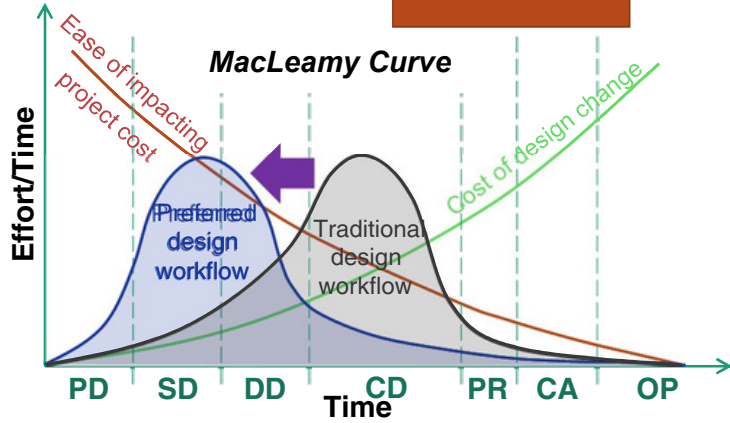 MacLeamy Curve
Ease of impacting
project cost
Cost of design change
Effort/Time
Preferred
design
workflow
Traditional
design
workflow
PD SD DD CD PR CA OP
Time